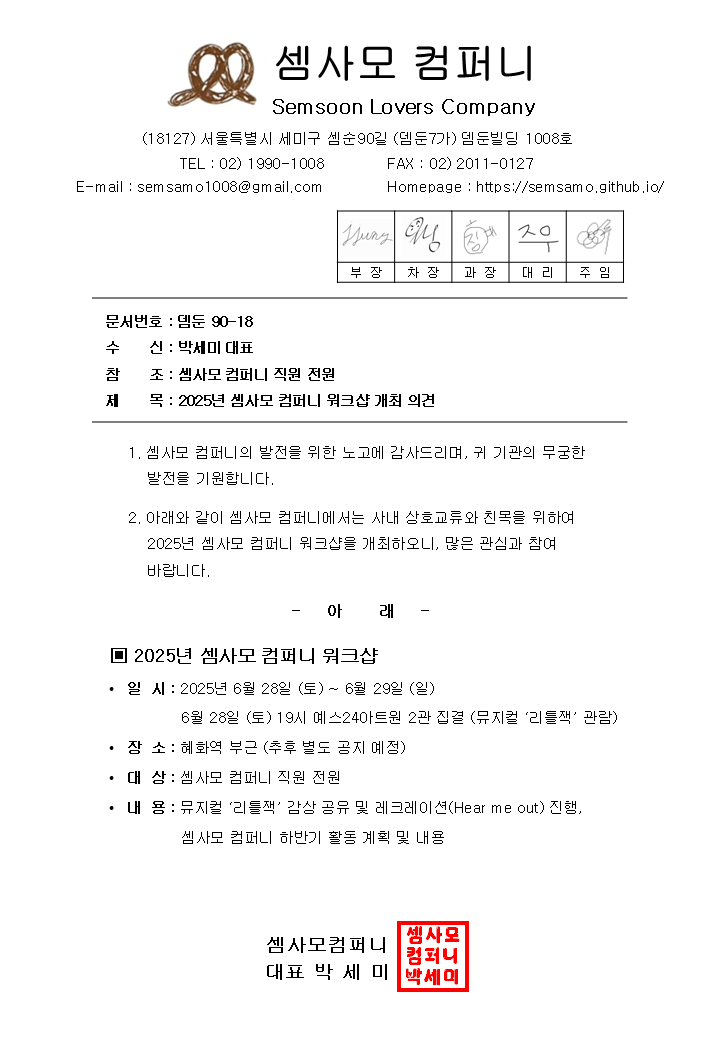 셈사모 컴퍼니
Semsoon Lovers Company
(18127) 서울특별시 세미구 셈순90길 (뎀둔7가) 뎀둔빌딩 1008호
TEL : 02) 1990-1008 FAX : 02) 2011-0127
E-mail : semsamo1008@gmail.com Homepage : https://semsamo.github.io/
부 장 차 장 과 장 대 리 주 임
문서번호 : 뎀둔 90-18
수 신 : 박세미 대표
참 조 : 셈사모 컴퍼니 직원 전원
제 목 : 2025년 셈사모 컴퍼니 워크샵 개최 의견
1. 셈사모 컴퍼니의 발전을 위한 노고에 감사드리며, 귀 기관의 무궁한
발전을 기원합니다.
2. 아래와 같이 셈사모 컴퍼니에서는 사내 상호교류와 친목을 위하여
2025년 셈사모 컴퍼니 워크샵을 개최하오니, 많은 관심과 참여
바랍니다.
- 아 래 -
▣ 2025년 셈사모 컴퍼니 워크샵
• 일 시 : 2025년 6월 28일 (토) ~ 6월 29일 (일)
6월 28일 (토) 19시 예스24아트원 2관 집결 (뮤지컬 ‘리틀잭’ 관람)
• 장 소 : 혜화역 부근 (추후 별도 공지 예정)
• 대 상 : 셈사모 컴퍼니 직원 전원
• 내 용 : 뮤지컬 ‘리틀잭’ 감상 공유 및 레크레이션(Hear me out) 진행,
셈사모 컴퍼니 하반기 활동 계획 및 내용
셈사모컴퍼니
대표 박 세 미
셈사모
컴퍼니
박세미